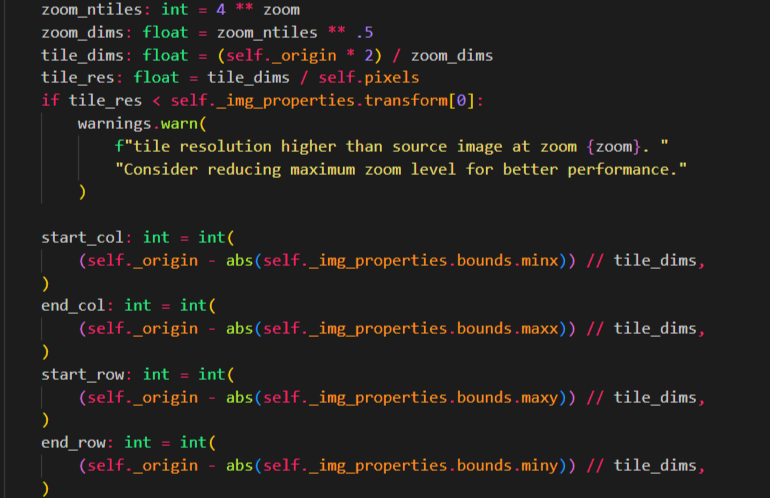 zoom_ntiles: int = 4 ** zoom
zoom_dims: float = zoom_ntiles ** .5
tile_dims: float = (self._origin * 2) / zoom_dims
tile_res: float = tile_dims / self.pixels
if tile_res < self._img_properties.transform[0]:
    warnings.warn(
        f"tile resolution higher than source image at zoom {zoom}. "
        "Consider reducing maximum zoom level for better performance."
    )

start_col: int = int(
    (self._origin - abs(self._img_properties.bounds.minx)) // tile_dims,
)
end_col: int = int(
    (self._origin - abs(self._img_properties.bounds.maxx)) // tile_dims,
)
start_row: int = int(
    (self._origin - abs(self._img_properties.bounds.maxy)) // tile_dims,
)
end_row: int = int(
    (self._origin - abs(self._img_properties.bounds.miny)) // tile_dims,
)